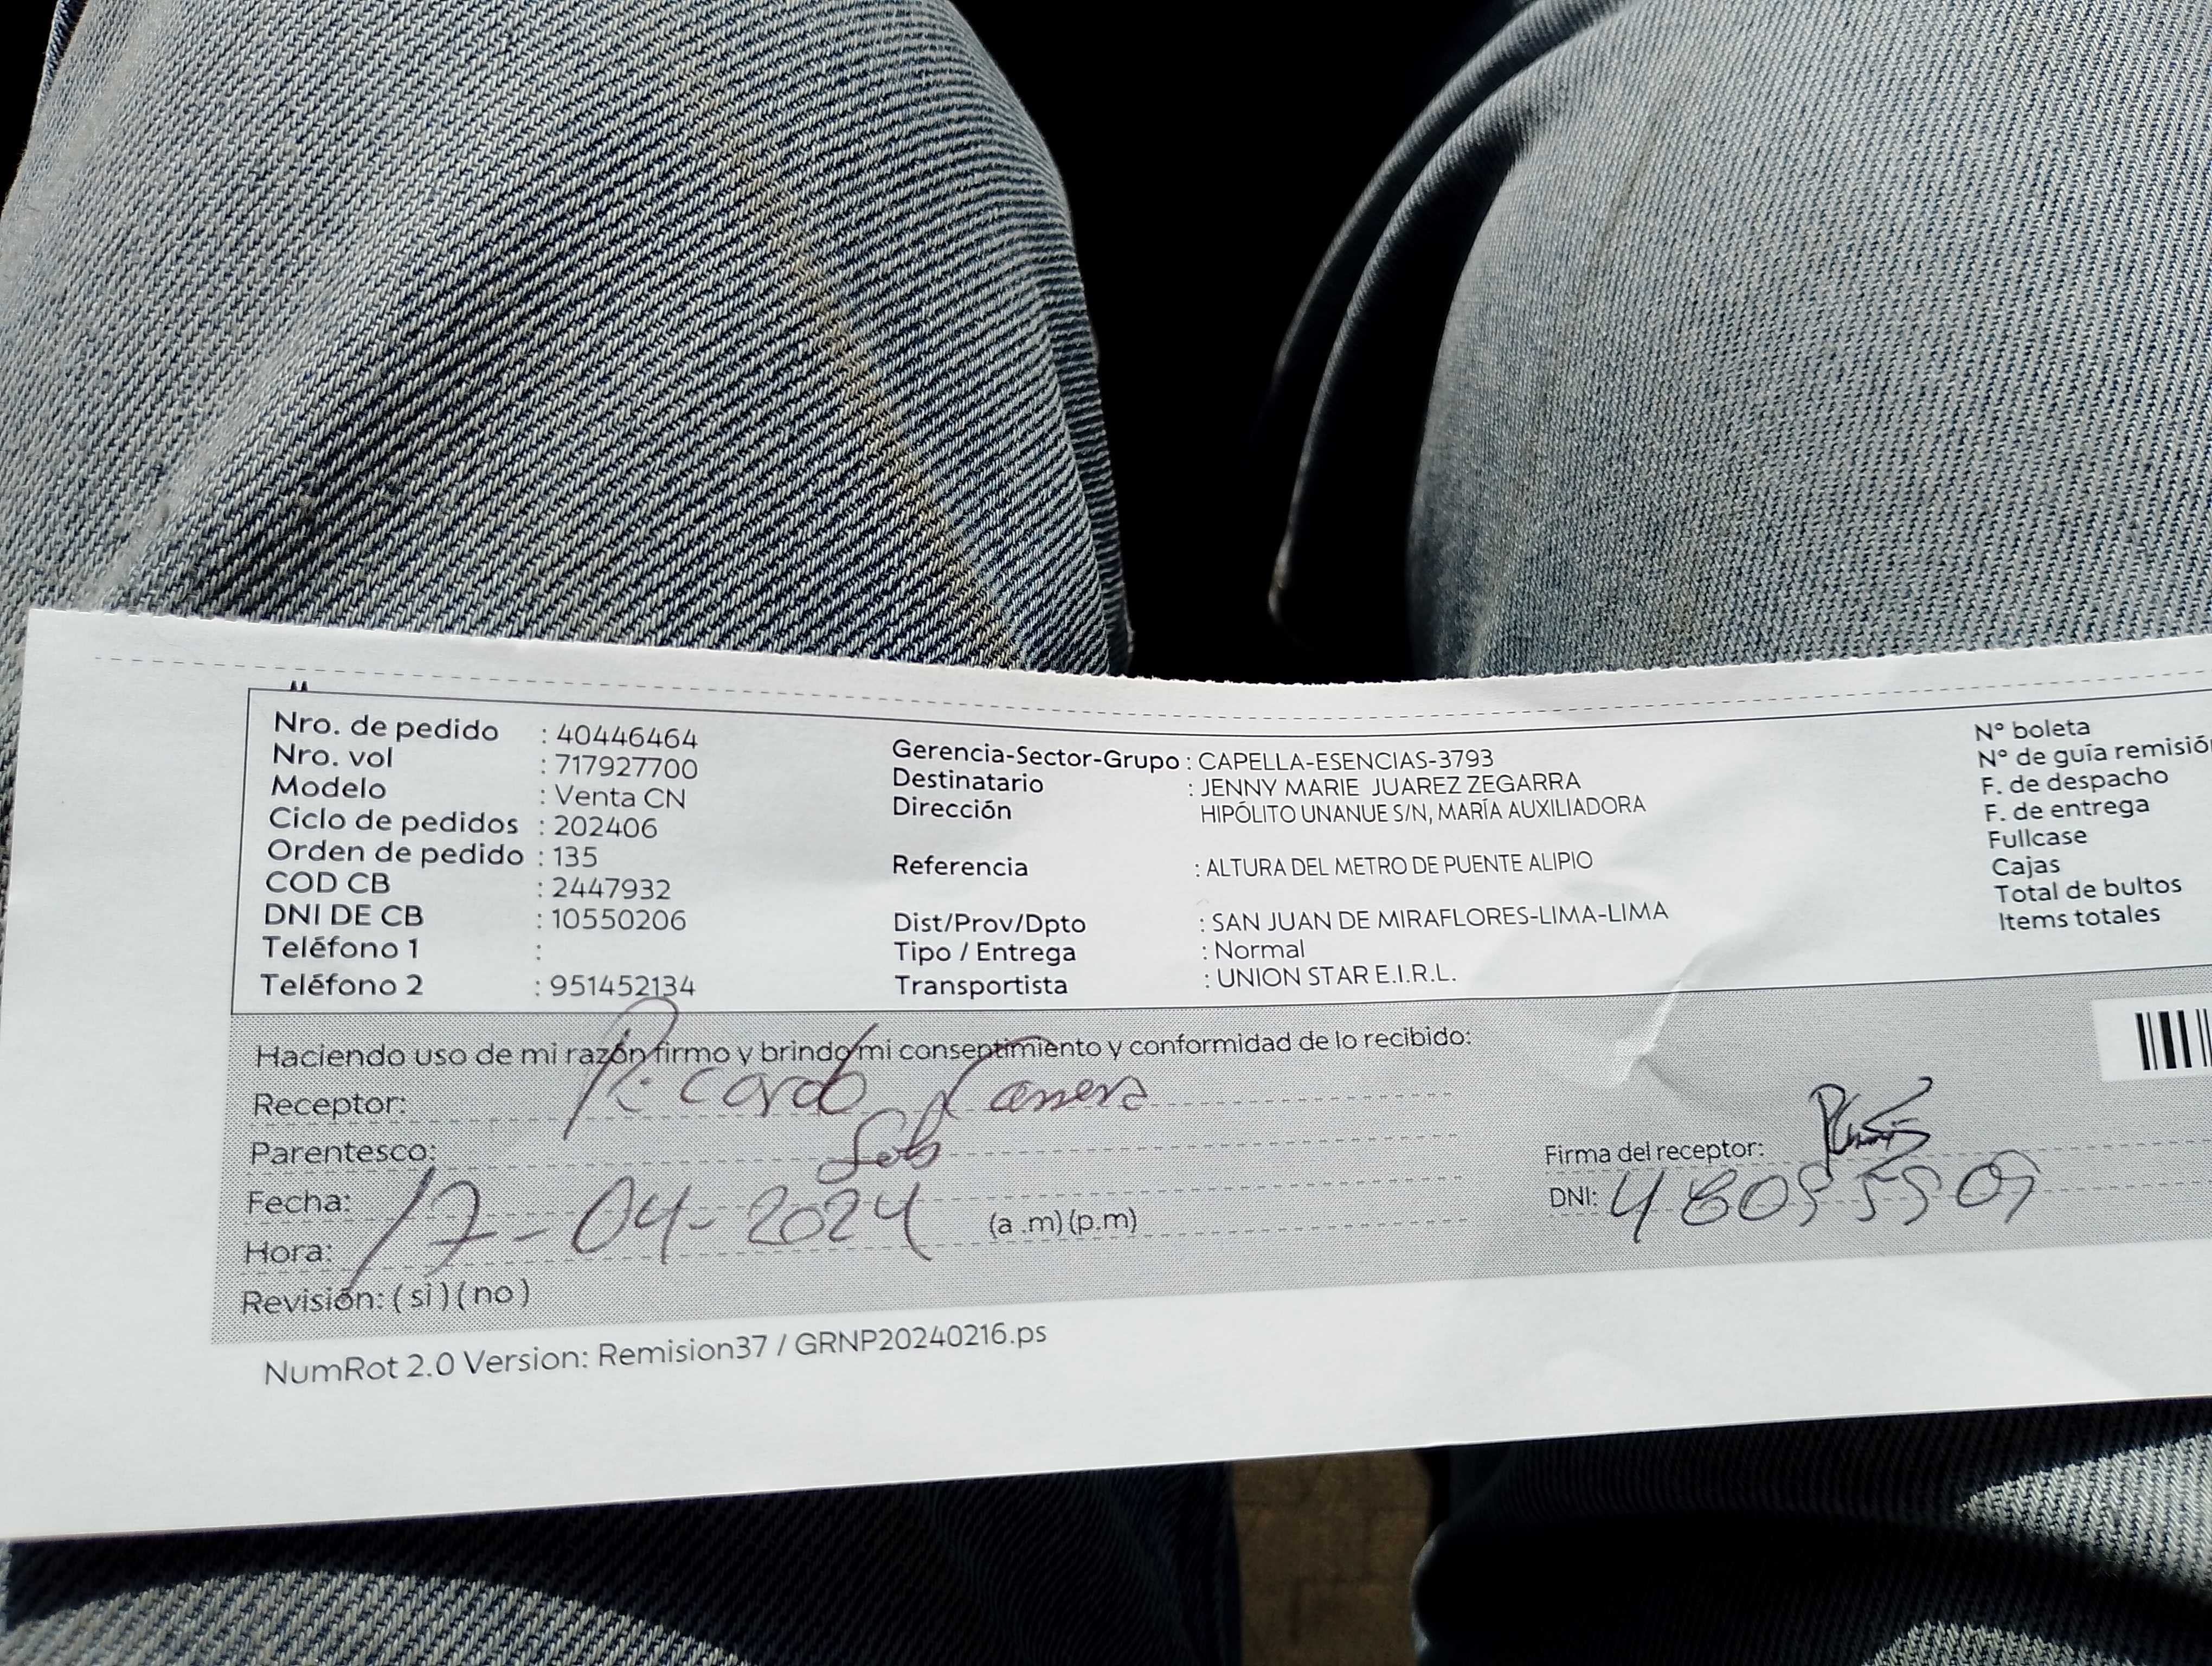 Nro. de pedido : 40446464
Nro. vol : 717927700
Modelo : Venta CN
Ciclo de pedidos : 202406
Orden de pedido : 135
COD CB : 2447932
DNI DE CB : 10550206
Teléfono 1 :
Teléfono 2 : 951452134
Gerencia-Sector-Grupo : CAPELLA-ESENCIAS-3793
Destinatario : JENNY MARIE JUAREZ ZEGARRA
Dirección HIPÓLITO UNANUE S/N, MARÍA AUXILIADORA
Referencia : ALTURA DEL METRO DE PUENTE ALIPIO
Dist/Prov/Dpto : SAN JUAN DE MIRAFLORES-LIMA-LIMA
Tipo / Entrega : Normal
Transportista : UNION STAR E.I.R.L.
N° boleta
N° de guía remisió
F. de despacho
F. de entrega
Fullcase
Cajas
Total de bultos
Items totales
Haciendo uso de mi razón firmo y brindo mi consentimiento y conformidad de lo recibido:
Receptor: Ricardo
Parentesco: Sob
Fecha: 17-04-2024
Hora: (a .m) (p.m)
Revisión: ( si ) ( no )
Firma del receptor:
DNI:
NumRot 2.0 Version: Remision37 / GRNP20240216.ps